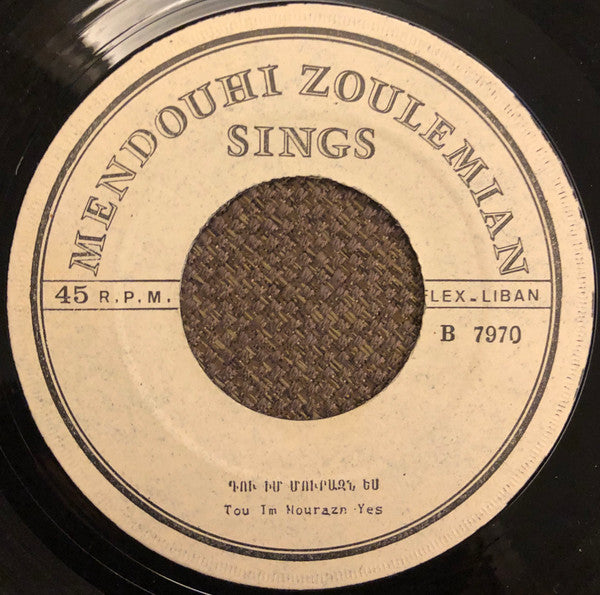 MENDOUHI ZOULEMIAN
SINGS
45 R.P.M.
FLEX-LIBAN
B 7970
ԴՈՒ ԻՄ ՄՈՒՐԱԶՆ ԵՍ
Tou Im Mourazn Yes